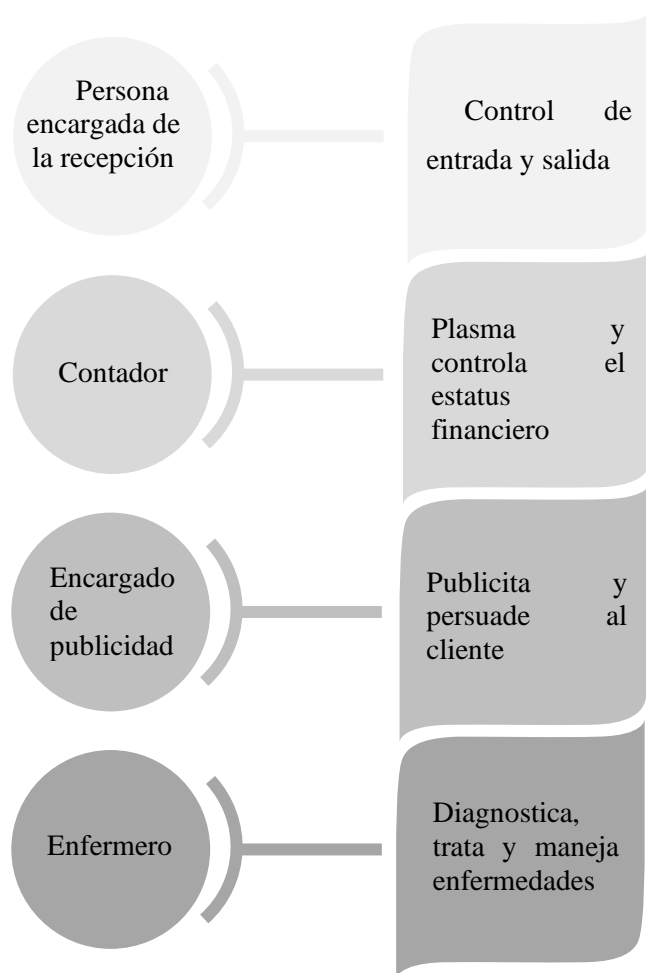 Persona
encargada de
la recepción
Control de
entrada y salida
Contador
Plasma y
controla el
estatus
financiero
Encargado
de
publicidad
Publicita y
persuade al
cliente
Enfermero
Diagnostica,
trata y maneja
enfermedades